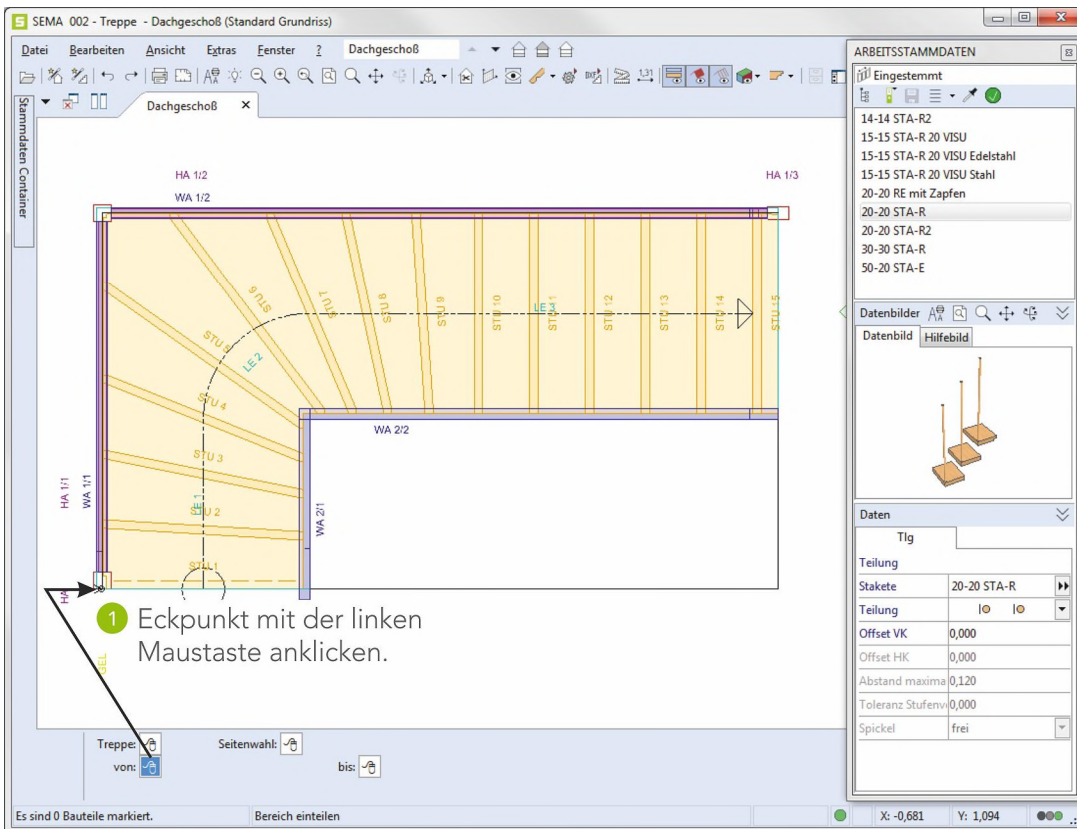 SEMA 002 - Treppe - Dachgeschoß (Standard Grundriss)
Datei Bearbeiten Ansicht Extras Fenster ? Dachgeschoß
Stammdaten Container
Dachgeschoß
HA 1/2
HA 1/3
WA 1/2
STU 6
STU 7
STU 8
STU 9
STU 10
LE 3
STU 11
STU 12
STU 13
STU 14
STU 15
STU 5
LE 2
STU 4
WA 2/2
STU 3
HA 1/1
WA 1/1
LE 1
STU 2
WA 2/1
STU 1
HA
1 Eckpunkt mit der linken
Maustaste anklicken.
GEL
Treppe: Seitenwahl:
von: bis:
Es sind 0 Bauteile markiert. Bereich einteilen X: -0,681 Y: 1,094
ARBEITSSTAMMDATEN
Eingestemmt
14-14 STA-R2
15-15 STA-R 20 VISU
15-15 STA-R 20 VISU Edelstahl
15-15 STA-R 20 VISU Stahl
20-20 RE mit Zapfen
20-20 STA-R
20-20 STA-R2
30-30 STA-R
50-20 STA-E
Datenbilder
Datenbild Hilfebild
Daten
Tlg
Teilung
Stakete 20-20 STA-R
Teilung
Offset VK 0,000
Offset HK 0,000
Abstand maxima 0,120
Toleranz Stufenv 0,000
Spickel frei